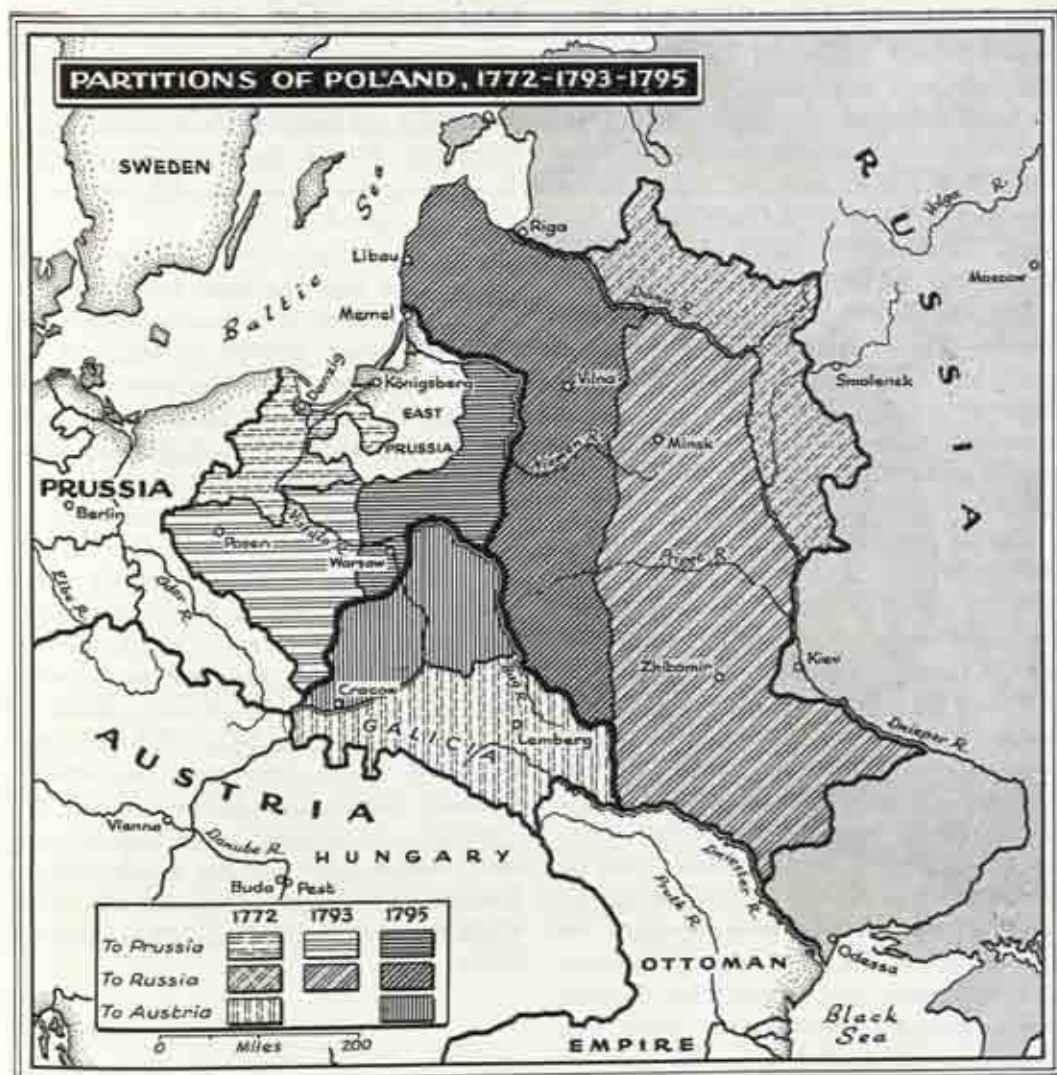 PARTITIONS OF POLAND, 1772-1793-1795
SWEDEN
Baltic Sea
RUSSIA
Volga R.
Moscow
Riga
Libau
Memel
Duna R.
Smolensk
Danzig
Königsberg
EAST
PRUSSIA
Vilna
Niemen R.
Minsk
PRUSSIA
Berlin
Posen
Warsaw
Elbe R.
Oder R.
Pripet R.
Kiev
Zhitomir
Cracow
Bug R.
GALICIA
Lemberg
Dnieper R.
AUSTRIA
Vienna
Danube R.
HUNGARY
Buda
Pest
Dniester R.
Pruth R.
OTTOMAN
EMPIRE
Odessa
Black
Sea
1772 1793 1795
To Prussia
To Russia
To Austria
0 Miles 200